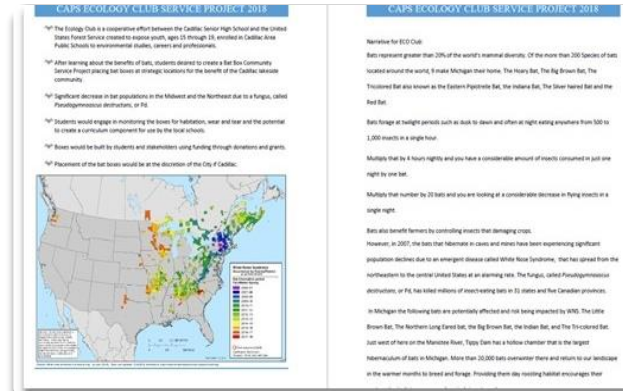 CAPS ECOLOGY CLUB SERVICE PROJECT 2018
The Ecology Club is a cooperative effort between the Cadillac Senior High School and the United
States Forest Service created to expose youth, ages 15 through 19, enrolled in Cadillac Area
Public Schools to environmental studies, careers and professionals.
After learning about the benefits of bats, students desired to create a Bat Box Community
Service Project placing bat boxes at strategic locations for the benefit of the Cadillac lakeside
community
Significant decrease in bat populations in the Midwest and the Northeast due to a fungus, called
Pseudogymnoascus destructans, or Pd.
Students would engage in monitoring the boxes for habitation, wear and tear and the potential
to create a curriculum component for use by the local schools.
Boxes would be built by students and stakeholders using funding through donations and grants.
Placement of the bat boxes would be at the discretion of the City if Cadillac.
CAPS ECOLOGY CLUB SERVICE PROJECT 2018
Narrative for ECO Club:
Bats represent greater than 20% of the world's mammal diversity. Of the more than 200 Species of bats
located around the world, 9 make Michigan their home. The Hoary Bat, The Big Brown Bat, The
Tricolored Bat also known as the Eastern Pipistrelle Bat, the Indiana Bat, The Silver haired Bat and the
Red Bat.
Bats forage at twilight periods such as dusk to dawn and often at night eating anywhere from 500 to
1,000 insects in a single hour.
Multiply that by 4 hours nightly and you have a considerable amount of insects consumed in just one
night by one bat.
Multiply that number by 20 bats and you are looking at a considerable decrease in flying insects in a
single night.
Bats also benefit farmers by controlling insects that damaging crops.
However, in 2007, the bats that hibernate in caves and mines have been experiencing significant
population declines due to an emergent disease called White Nose Syndrome, that has spread from the
northeastern to the central United States at an alarming rate. The fungus, called Pseudogymnoascus
destructans, or Pd, has killed millions of insect-eating bats in 31 states and five Canadian provinces.
In Michigan the following bats are potentially affected and risk being impacted by WNS. The Little
Brown Bat, The Northern Long Eared bat, the Big Brown Bat, the Indian Bat, and The Tri-colored Bat.
Just west of here on the Manistee River, Tippy Dam has a hollow chamber that is the largest
hibernaculum of bats in Michigan. More than 20,000 bats overwinter there and return to our landscape
in the warmer months to breed and forage. Providing them day roosting habitat encourages their